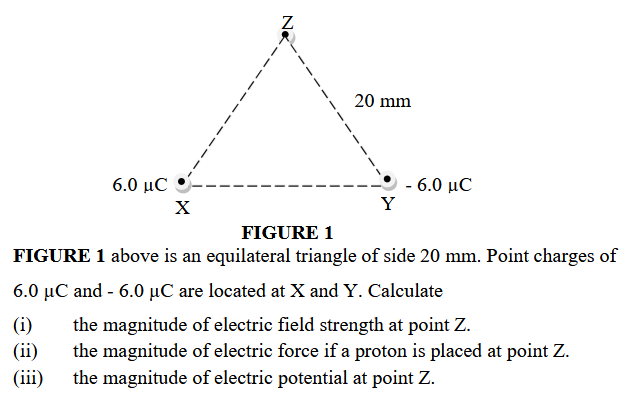 Z
20 mm
6.0 µC
- 6.0 µC
X
Y
FIGURE 1
FIGURE 1 above is an equilateral triangle of side 20 mm. Point charges of
6.0 µC and - 6.0 µC are located at X and Y. Calculate
(i) the magnitude of electric field strength at point Z.
(ii) the magnitude of electric force if a proton is placed at point Z.
(iii) the magnitude of electric potential at point Z.